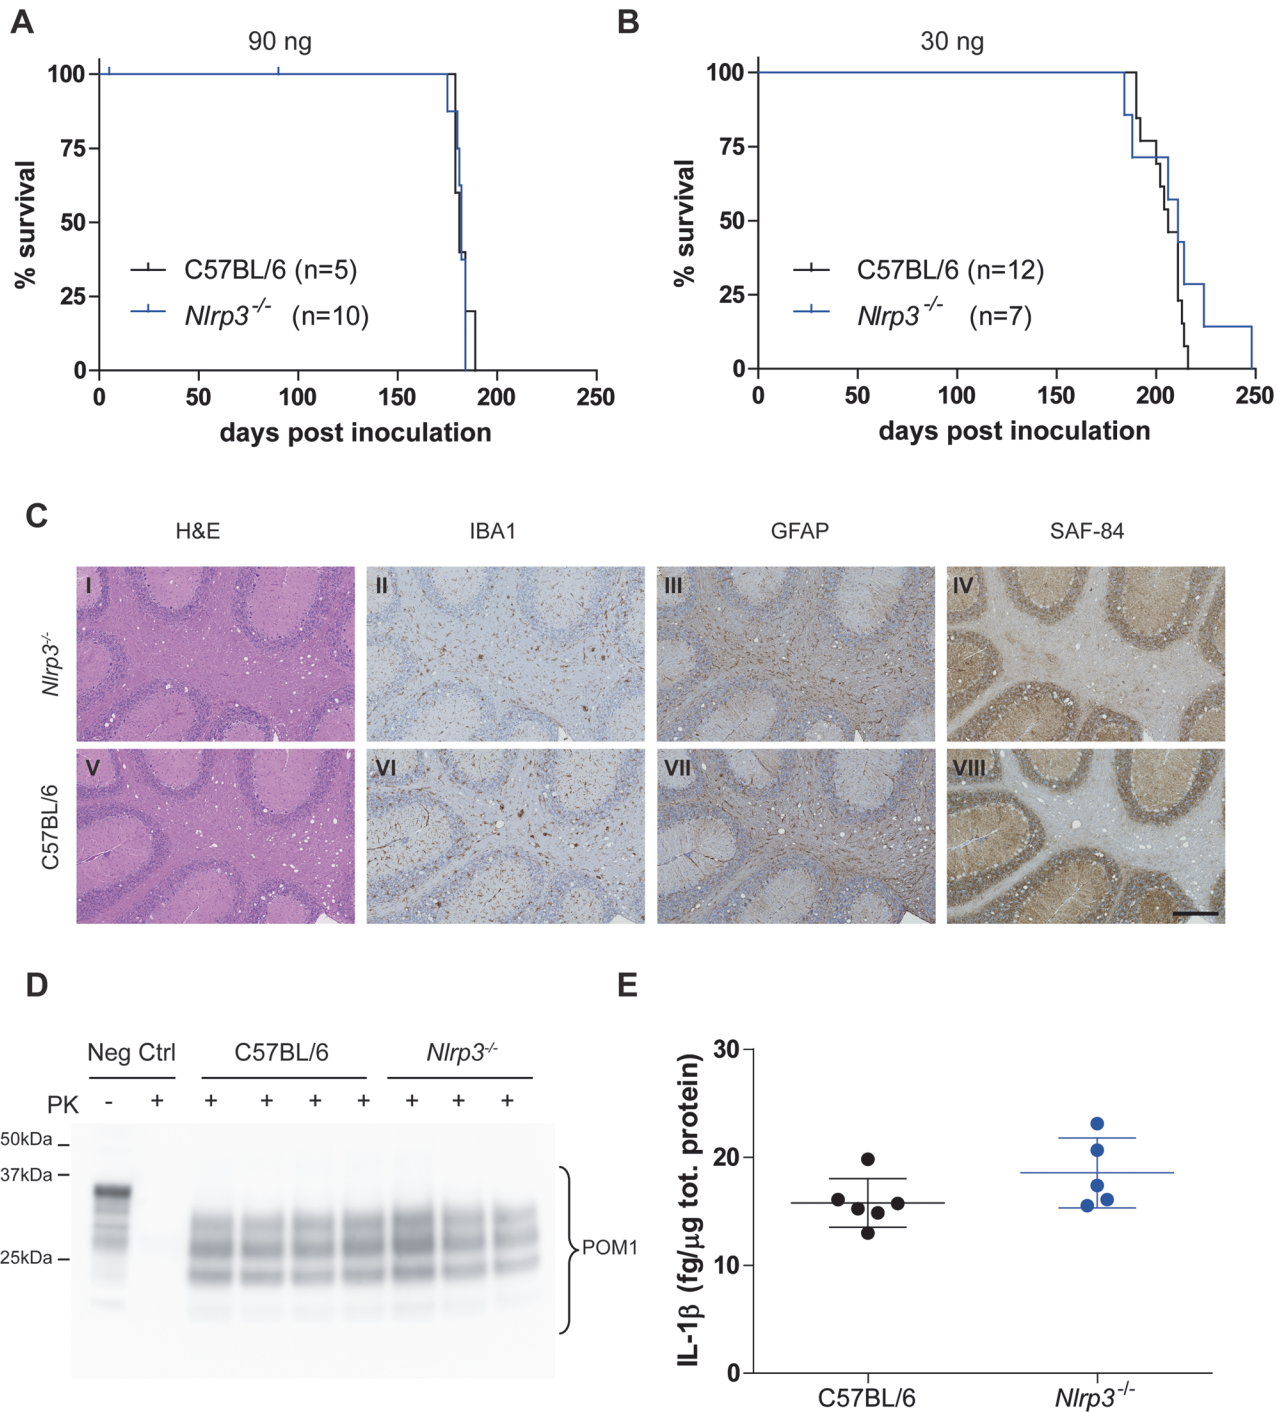 A
90 ng
% survival
100
75
50
25
0
C57BL/6 (n=5)
Nlrp3-/- (n=10)
0 50 100 150 200 250
days post inoculation
B
30 ng
% survival
100
75
50
25
0
C57BL/6 (n=12)
Nlrp3-/- (n=7)
0 50 100 150 200 250
days post inoculation
C
H&E IBA1 GFAP SAF-84
Nlrp3-/-
I II III IV
C57BL/6
V VI VII VIII
D
Neg Ctrl C57BL/6 Nlrp3-/-
PK - + + + + + + + +
50kDa
37kDa
25kDa
POM1
E
IL-1β (fg/μg tot. protein)
30
20
10
0
C57BL/6 Nlrp3-/-